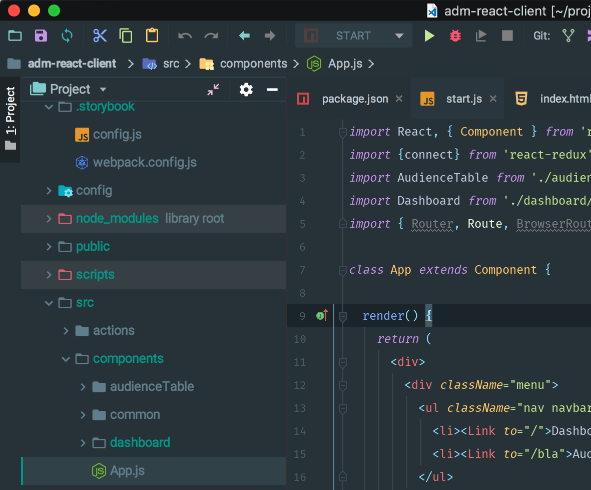 adm-react-client [~/proj
START
Git:
adm-react-client
src
components
App.js
1: Project
Project
.storybook
config.js
webpack.config.js
config
node_modules library root
public
scripts
src
actions
components
audienceTable
common
dashboard
App.js
package.json
start.js
index.html
1 import React, { Component } from 'r
2 import {connect} from 'react-redux'
3 import AudienceTable from './audien
4 import Dashboard from './dashboard/
5 import { Router, Route, BrowserRout
6
7 class App extends Component {
8
9 render() {
10 return (
11 <div>
12 <div className="menu">
13 <ul className="nav navbar
14 <li><Link to="/">Dashbo
15 <li><Link to="/bla">Aud
16 </ul>